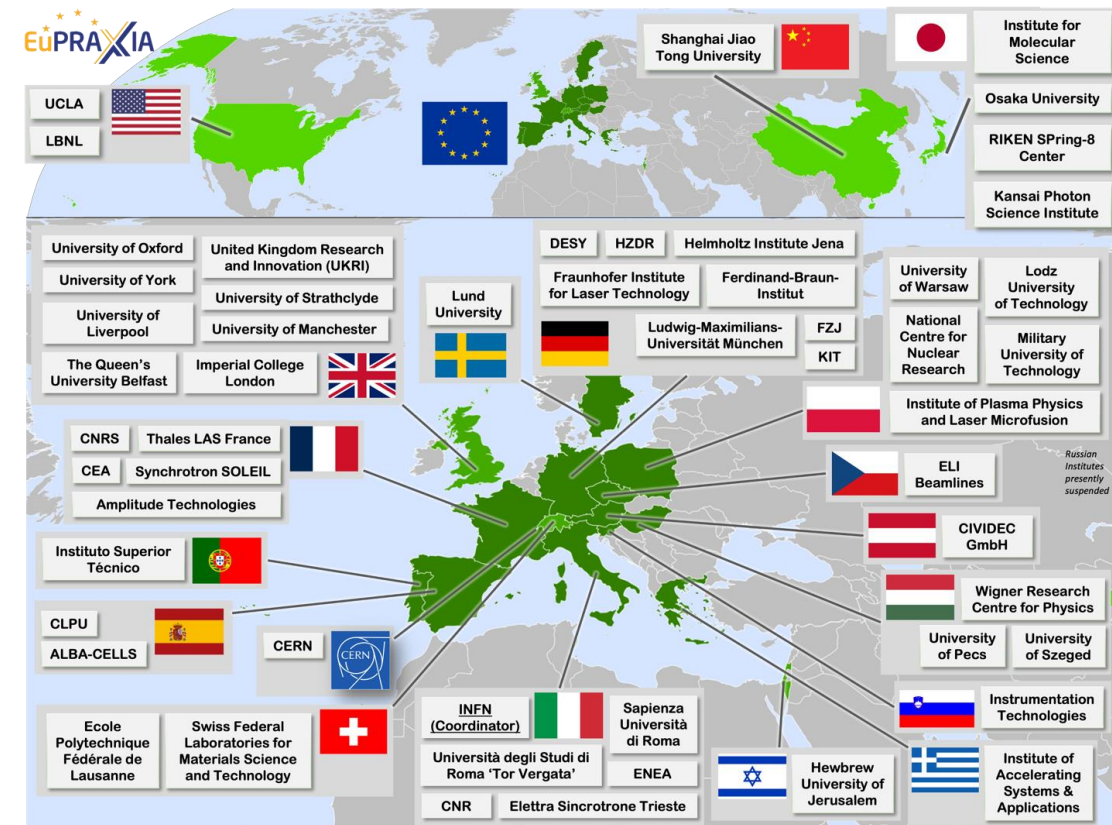 EuPRAXIA
UCLA
LBNL
Shanghai Jiao
Tong University
Institute for
Molecular
Science
Osaka University
RIKEN SPring-8
Center
Kansai Photon
Science Institute
University of Oxford
University of York
University of
Liverpool
The Queen's
University Belfast
United Kingdom Research
and Innovation (UKRI)
University of Strathclyde
University of Manchester
Imperial College
London
Lund
University
DESY
HZDR
Helmholtz Institute Jena
Fraunhofer Institute
for Laser Technology
Ferdinand-Braun-
Institut
Ludwig-Maximilians-
Universität München
FZJ
KIT
University
of Warsaw
Lodz
University
of Technology
National
Centre for
Nuclear
Research
Military
University of
Technology
Institute of Plasma Physics
and Laser Microfusion
CNRS
Thales LAS France
CEA
Synchrotron SOLEIL
Amplitude Technologies
Russian
Institutes
presently
suspended
ELI
Beamlines
CIVIDEC
GmbH
Instituto Superior
Técnico
Wigner Research
Centre for Physics
University
of Pecs
University
of Szeged
CLPU
ALBA-CELLS
CERN
CERN
Instrumentation
Technologies
Ecole
Polytechnique
Fédérale de
Lausanne
Swiss Federal
Laboratories for
Materials Science
and Technology
INFN
(Coordinator)
Sapienza
Università
di Roma
Università degli Studi di
Roma ‘Tor Vergata’
ENEA
CNR
Elettra Sincrotrone Trieste
Hewbrew
University of
Jerusalem
Institute of
Accelerating
Systems &
Applications